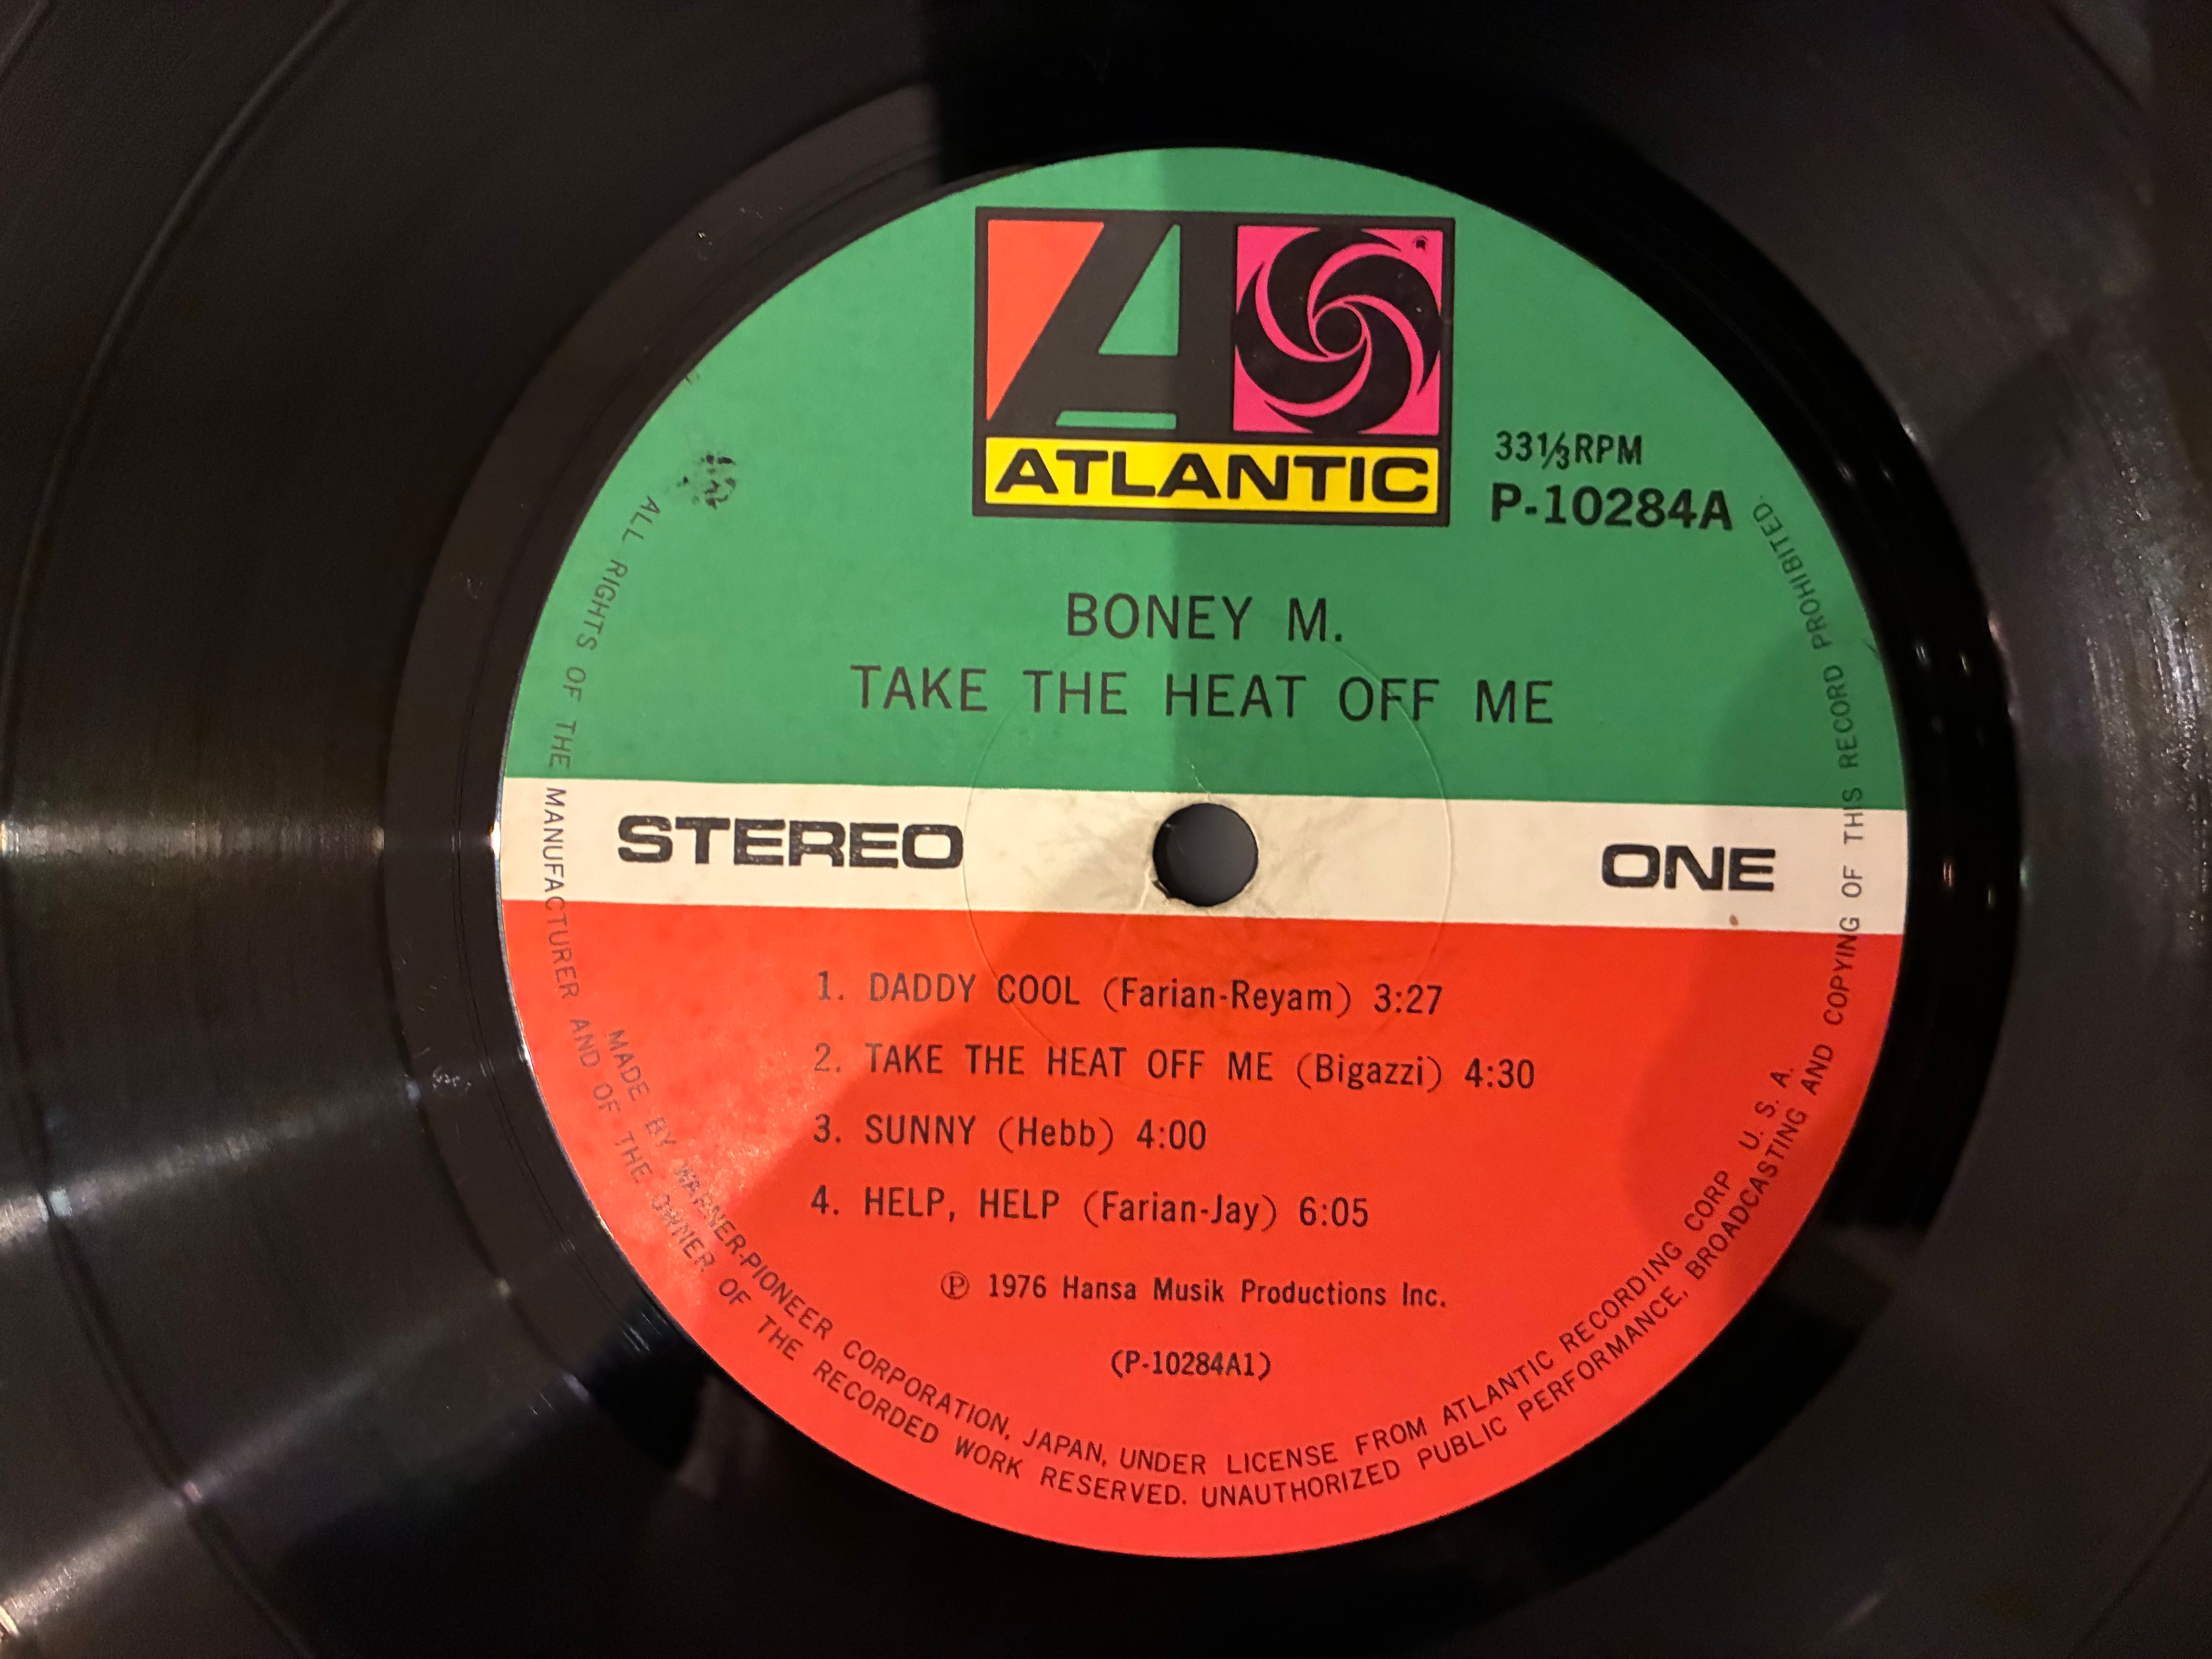 ATLANTIC
33⅓RPM
P-10284A
BONEY M.
TAKE THE HEAT OFF ME
STEREO
ONE
1. DADDY COOL (Farian-Reyam) 3:27
2. TAKE THE HEAT OFF ME (Bigazzi) 4:30
3. SUNNY (Hebb) 4:00
4. HELP, HELP (Farian-Jay) 6:05
Ⓟ 1976 Hansa Musik Productions Inc.
(P-10284A1)
MADE BY WARNER-PIONEER CORPORATION, JAPAN, UNDER LICENSE FROM ATLANTIC RECORDING CORP U. S. A.
ALL RIGHTS OF THE MANUFACTURER AND OF THE OWNER OF THE RECORDED WORK RESERVED. UNAUTHORIZED PUBLIC PERFORMANCE, BROADCASTING AND COPYING OF THIS RECORD PROHIBITED.